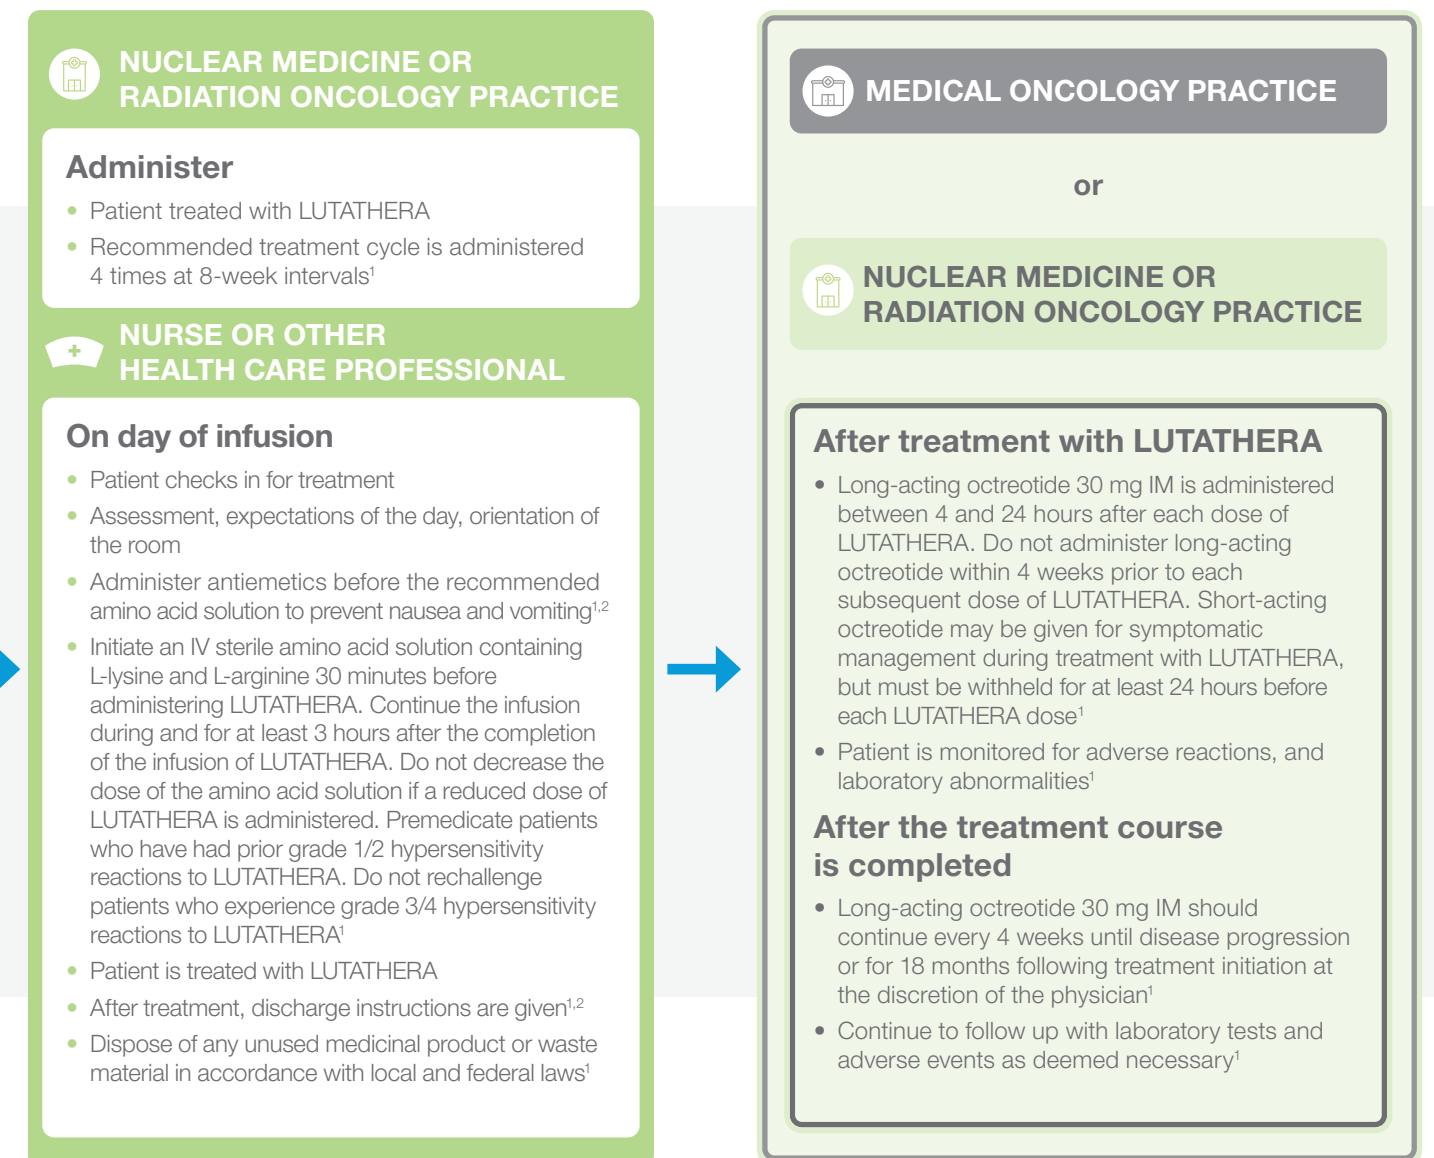 NUCLEAR MEDICINE OR
RADIATION ONCOLOGY PRACTICE
Administer
• Patient treated with LUTATHERA
• Recommended treatment cycle is administered
4 times at 8-week intervals¹
NURSE OR OTHER
HEALTH CARE PROFESSIONAL
On day of infusion
• Patient checks in for treatment
• Assessment, expectations of the day, orientation of
the room
• Administer antiemetics before the recommended
amino acid solution to prevent nausea and vomiting¹,²
• Initiate an IV sterile amino acid solution containing
L-lysine and L-arginine 30 minutes before
administering LUTATHERA. Continue the infusion
during and for at least 3 hours after the completion
of the infusion of LUTATHERA. Do not decrease the
dose of the amino acid solution if a reduced dose of
LUTATHERA is administered. Premedicate patients
who have had prior grade 1/2 hypersensitivity
reactions to LUTATHERA. Do not rechallenge
patients who experience grade 3/4 hypersensitivity
reactions to LUTATHERA¹
• Patient is treated with LUTATHERA
• After treatment, discharge instructions are given¹,²
• Dispose of any unused medicinal product or waste
material in accordance with local and federal laws¹
MEDICAL ONCOLOGY PRACTICE
or
NUCLEAR MEDICINE OR
RADIATION ONCOLOGY PRACTICE
After treatment with LUTATHERA
• Long-acting octreotide 30 mg IM is administered
between 4 and 24 hours after each dose of
LUTATHERA. Do not administer long-acting
octreotide within 4 weeks prior to each
subsequent dose of LUTATHERA. Short-acting
octreotide may be given for symptomatic
management during treatment with LUTATHERA,
but must be withheld for at least 24 hours before
each LUTATHERA dose¹
• Patient is monitored for adverse reactions, and
laboratory abnormalities¹
After the treatment course
is completed
• Long-acting octreotide 30 mg IM should
continue every 4 weeks until disease progression
or for 18 months following treatment initiation at
the discretion of the physician¹
• Continue to follow up with laboratory tests and
adverse events as deemed necessary¹